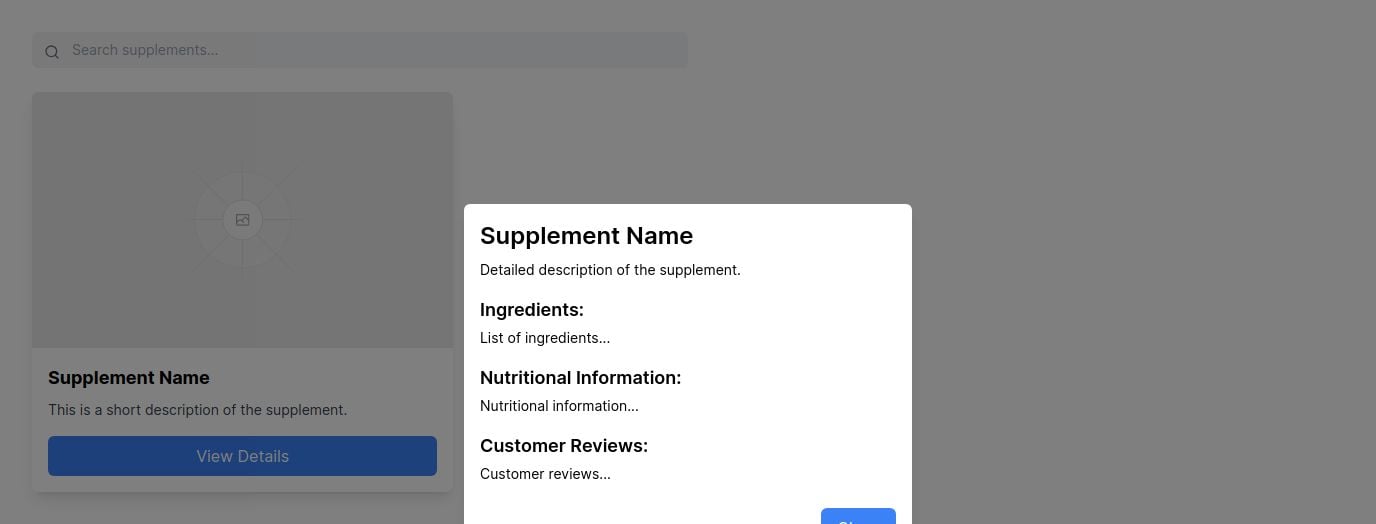 Search supplements...
Supplement Name
This is a short description of the supplement.
View Details
Supplement Name
Detailed description of the supplement.
Ingredients:
List of ingredients...
Nutritional Information:
Nutritional information...
Customer Reviews:
Customer reviews...